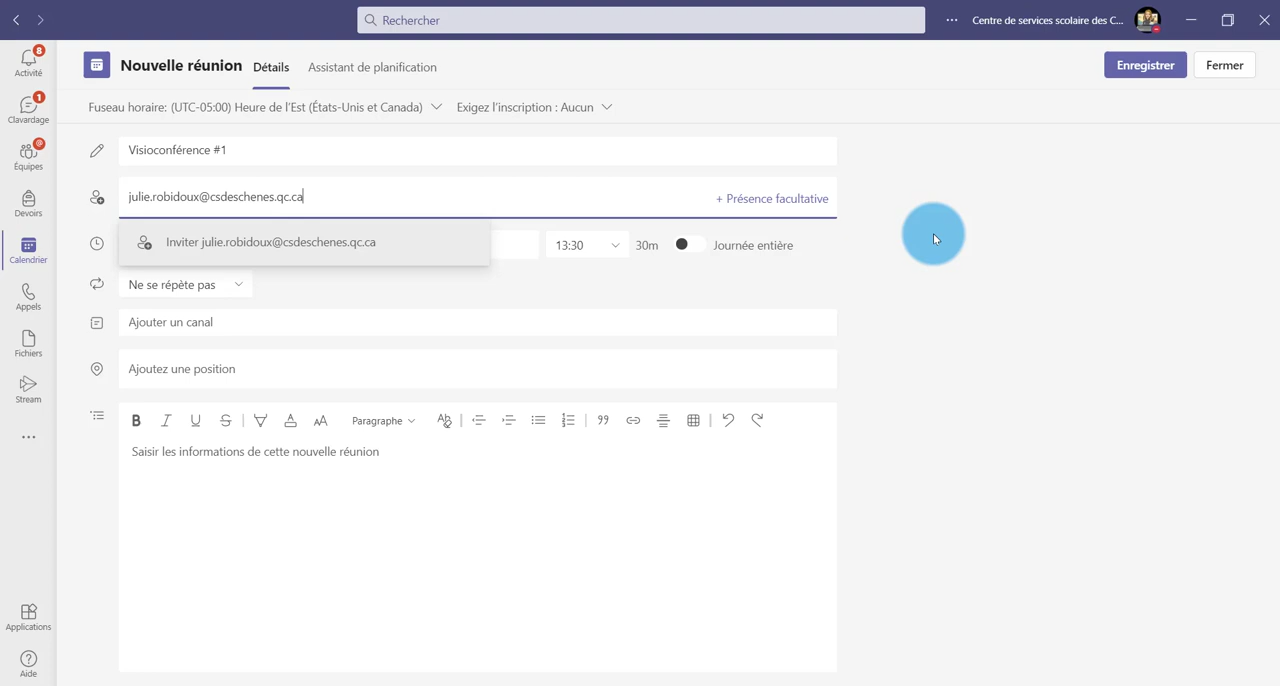 Rechercher
Centre de services scolaire des C...
8
Activité
1
Clavardage
@
Équipes
Devoirs
Calendrier
Appels
Fichiers
Stream
Applications
Aide
Nouvelle réunion Détails Assistant de planification
Enregistrer Fermer
Fuseau horaire: (UTC-05:00) Heure de l'Est (États-Unis et Canada) Exigez l'inscription : Aucun
Visioconférence #1
julie.robidoux@csdeschenes.qc.ca + Présence facultative
Inviter julie.robidoux@csdeschenes.qc.ca
13:30 30m Journée entière
Ne se répète pas
Ajouter un canal
Ajoutez une position
B I U S A AA Paragraphe Ab
Saisir les informations de cette nouvelle réunion